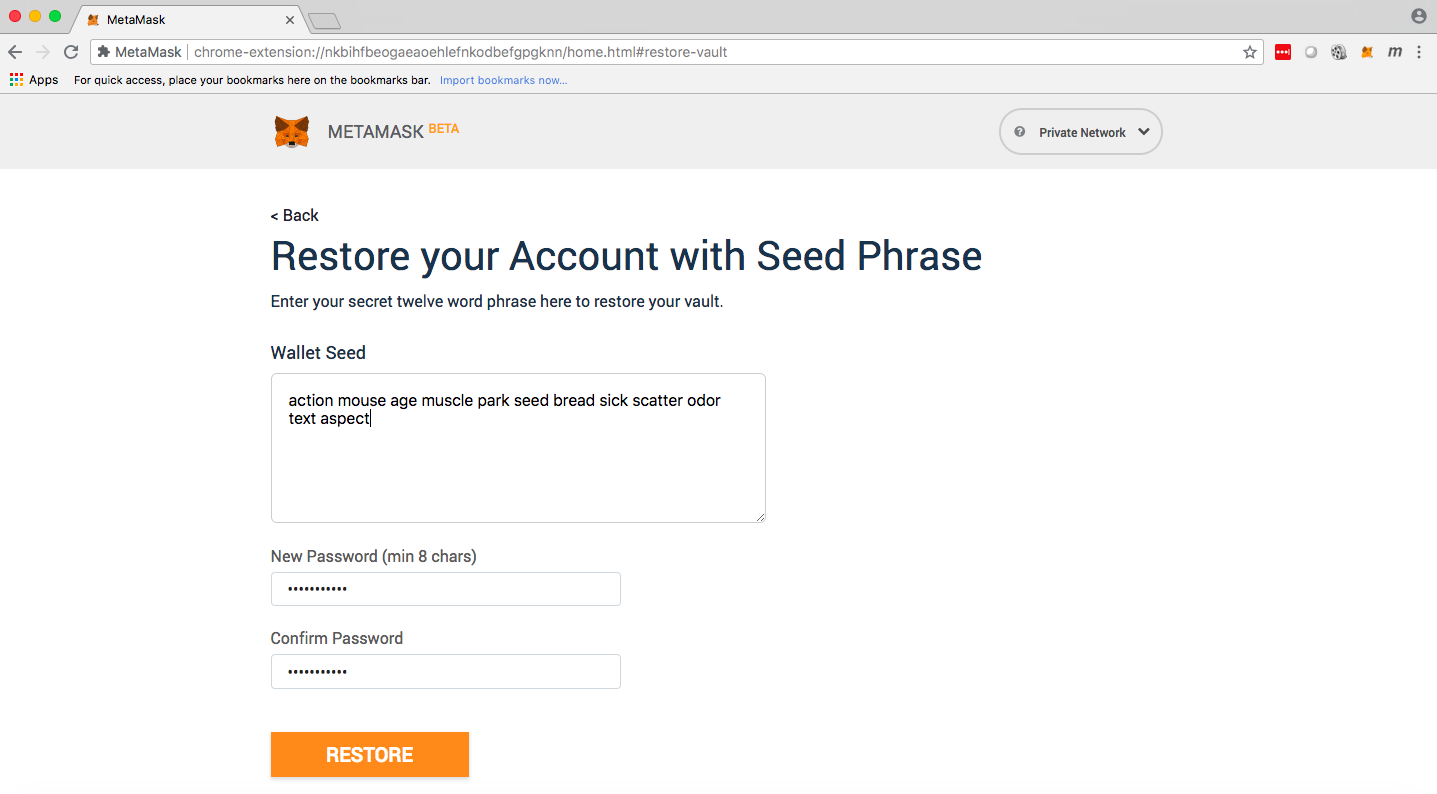 MetaMask
MetaMask chrome-extension://nkbihfbeogaeaoehlefnkodbefgpgknn/home.html#restore-vault
Apps For quick access, place your bookmarks here on the bookmarks bar. Import bookmarks now...
METAMASK BETA
Private Network
< Back
Restore your Account with Seed Phrase
Enter your secret twelve word phrase here to restore your vault.
Wallet Seed
action mouse age muscle park seed bread sick scatter odor
text aspect
New Password (min 8 chars)
•••••••••••
Confirm Password
•••••••••••
RESTORE